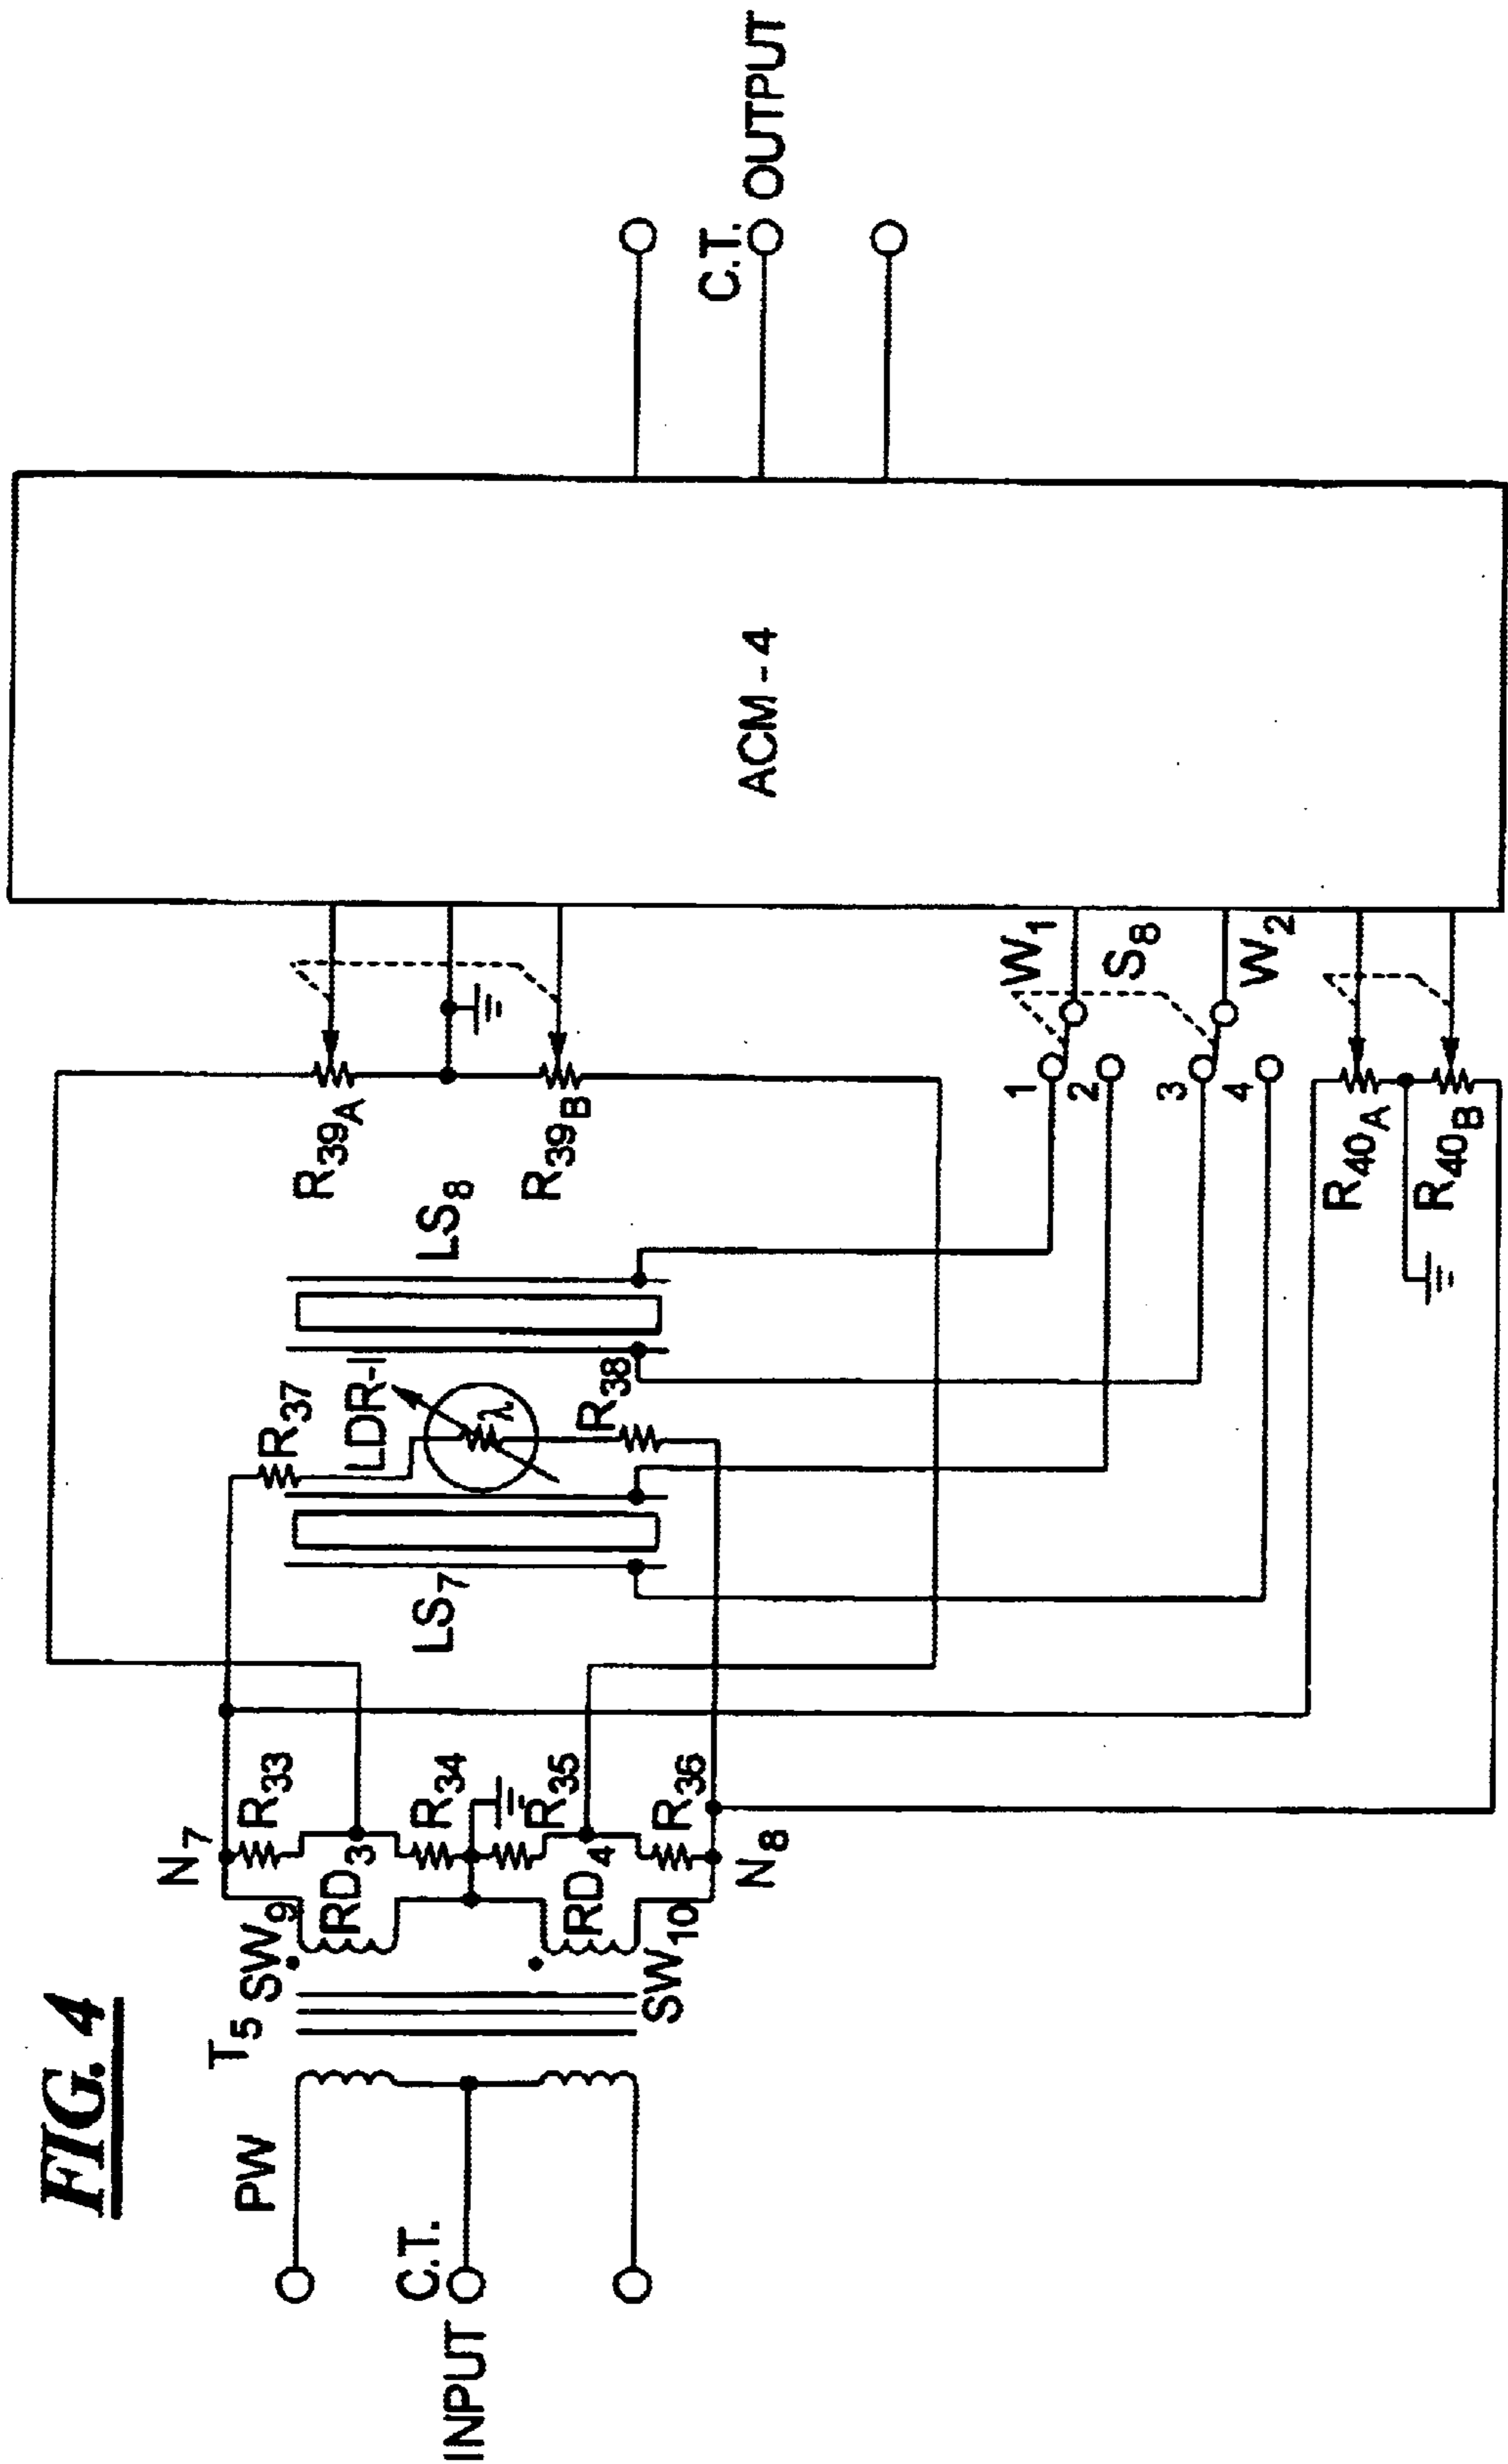 FIG. 4
INPUT
C.T.
PW
T5
SW9
SW10
N7
RD3
RD4
N8
R33
R34
R35
R36
LS7
R37
LDR-1
λ
R38
LS8
R39A
R39B
1
2
3
4
W1
S8
W2
R40A
R40B
ACM - 4
C.T.
OUTPUT